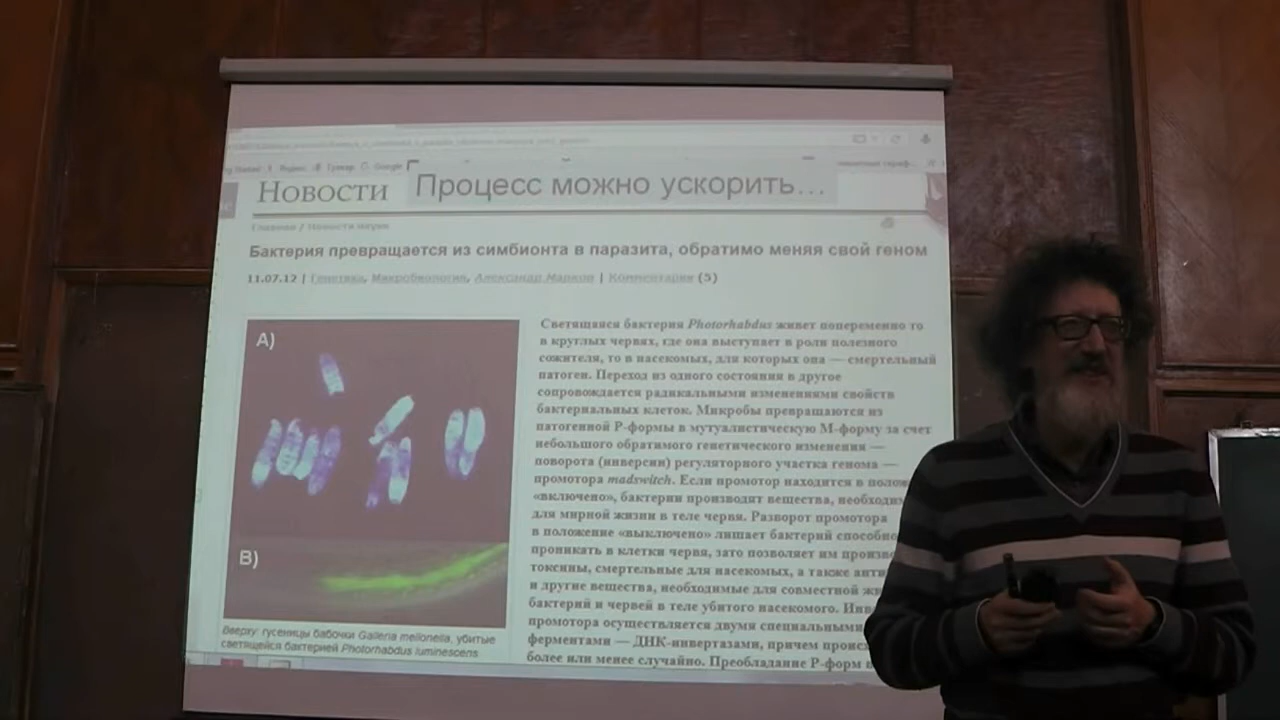 Google
Новости Процесс можно ускорить...
Главная / Новости науки
Бактерия превращается из симбионта в паразита, обратимо меняя свой геном
11.07.12 | Генетика, Микробиология, Александр Марков | Комментарии (5)
A)
B)
Вверху: гусеницы бабочки Galleria mellonella, убитые
светящейся бактерией Photorhabdus luminescens
Светящаяся бактерия Photorhabdus живет попеременно то
в круглых червях, где она выступает в роли полезного
сожителя, то в насекомых, для которых она — смертельный
патоген. Переход из одного состояния в другое
сопровождается радикальными изменениями свойств
бактериальных клеток. Микробы превращаются из
патогенной P-формы в мутуалистическую M-форму за счет
небольшого обратимого генетического изменения —
поворота (инверсии) регуляторного участка генома —
промотора madswitch. Если промотор находится в
«включено», бактерии производят вещества,
для мирной жизни в теле червя. Разворот промотора
в положение «выключено» лишает бактерий
проникать в клетки червя, зато позволяет им
токсины, смертельные для насекомых, а также
и другие вещества, необходимые для совместной
бактерий и червей в теле убитого насекомого.
промотора осуществляется двумя специальными
ферментами — ДНК-инвертазами, причем
более или менее случайно. Преобладание P-форм